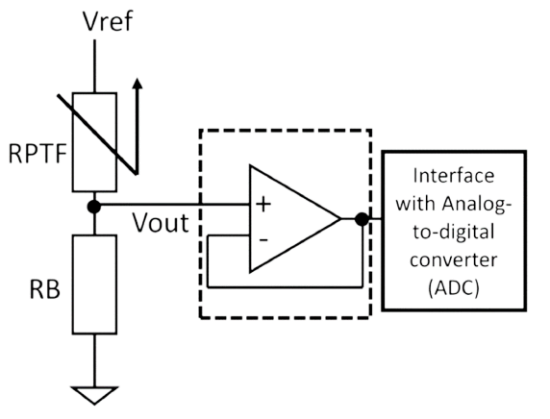 Vref
RPTF
Vout
+
-
RB
Interface
with Analog-
to-digital
converter
(ADC)